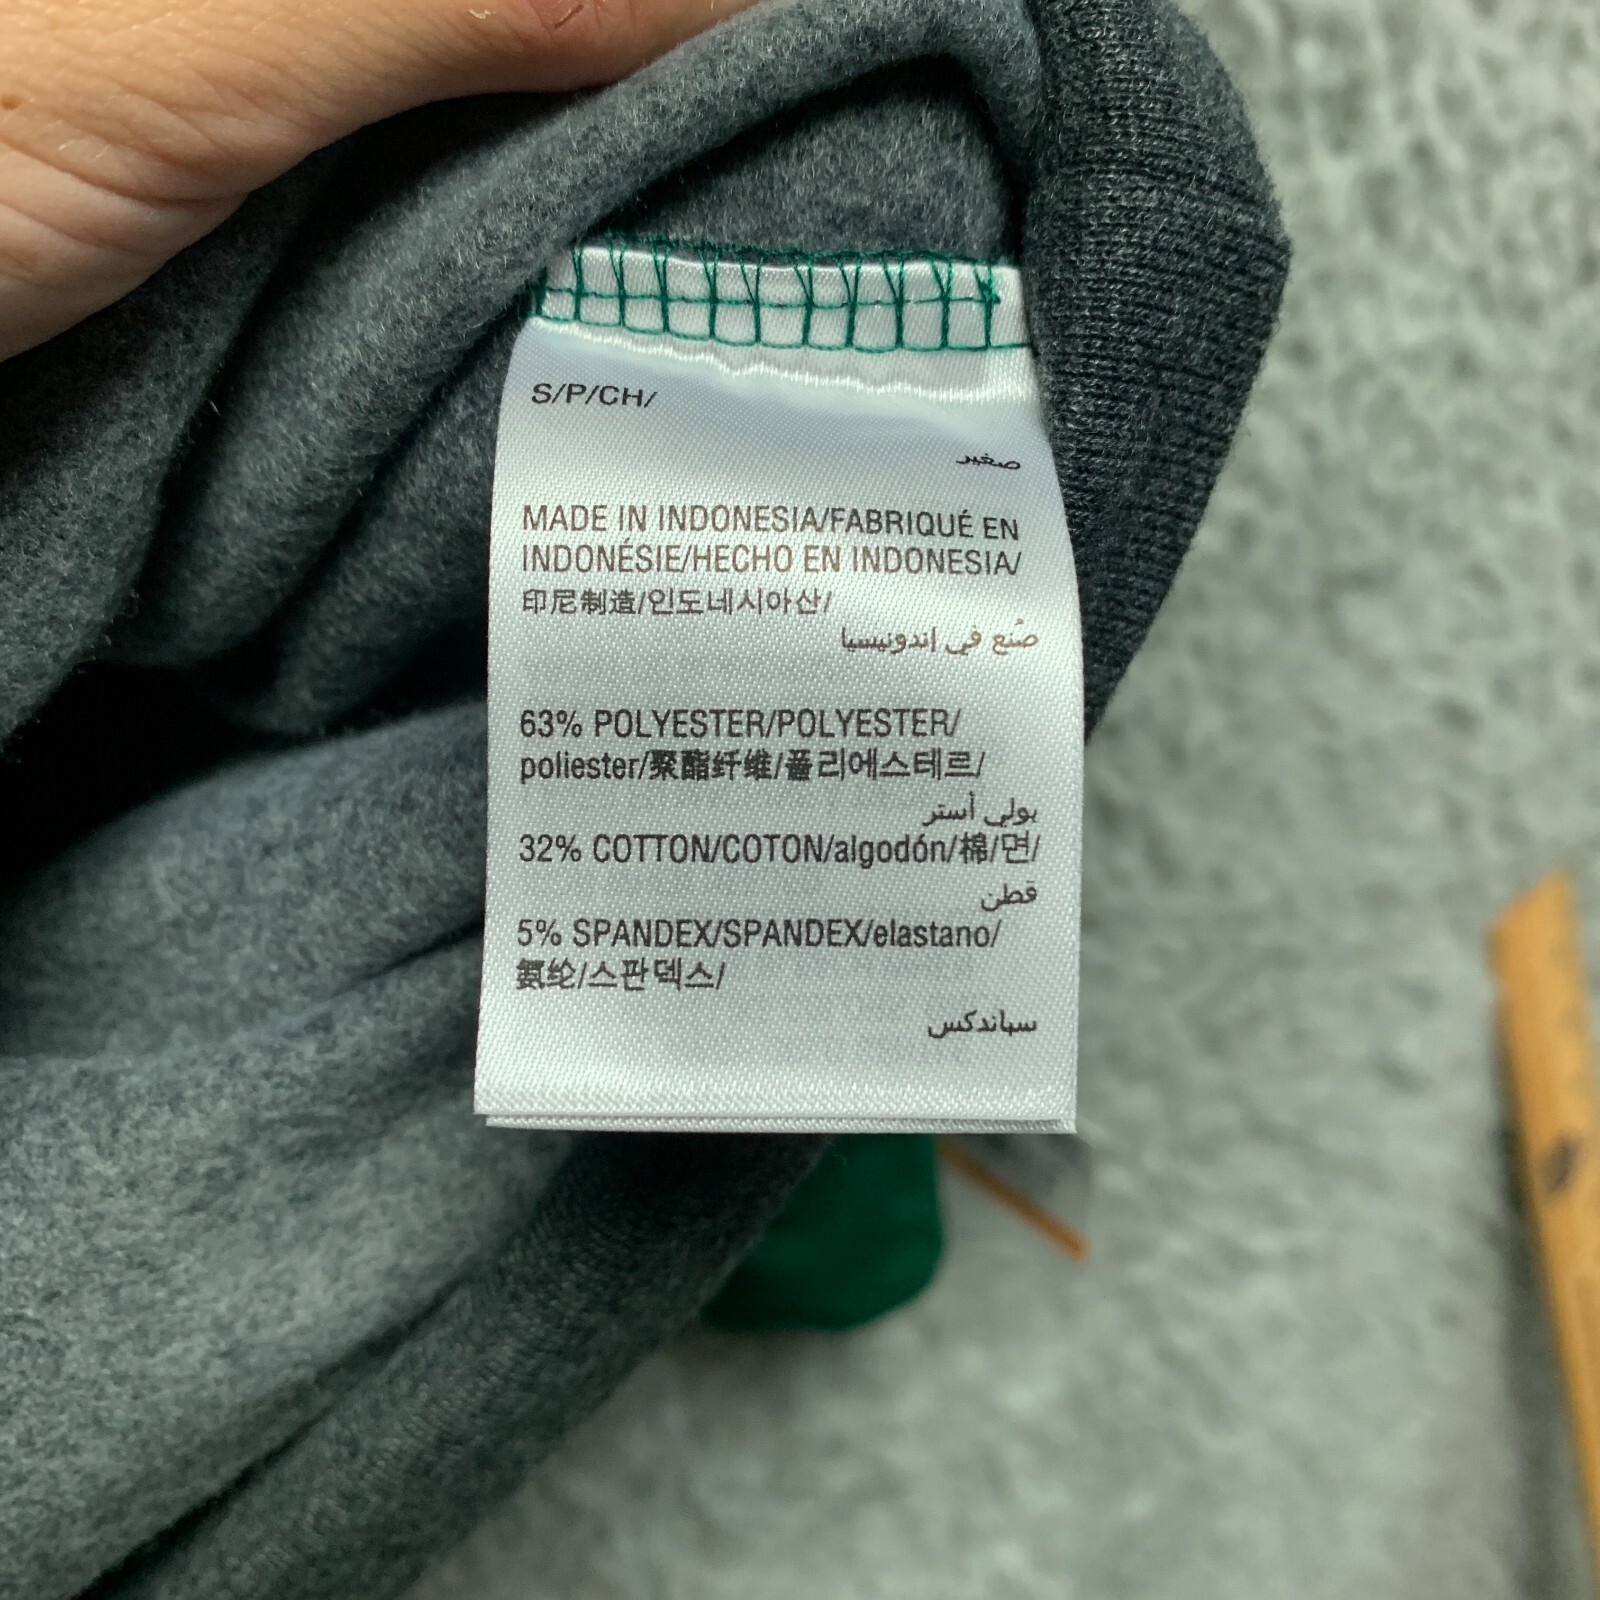 S/P/CH/
صغير
MADE IN INDONESIA/FABRIQUÉ EN
INDONÉSIE/HECHO EN INDONESIA/
印尼制造/인도네시아산/
صُنع في إندونيسيا
63% POLYESTER/POLYESTER/
poliester/聚酯纤维/폴리에스테르/
بولي أستر
32% COTTON/COTON/algodón/棉/면/
قطن
5% SPANDEX/SPANDEX/elastano/
氨纶/스판덱스/
سباندكس